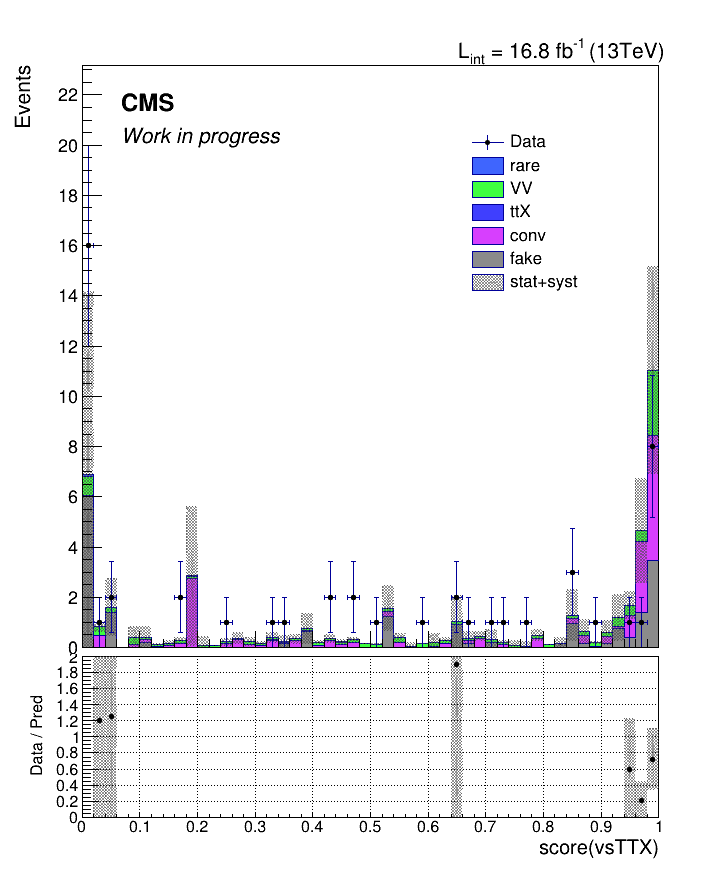 L_int = 16.8 fb^-1 (13TeV)
Events
CMS
Work in progress
Data
rare
VV
ttX
conv
fake
stat+syst
22
20
18
16
14
12
10
8
6
4
2
0
Data / Pred
2
1.8
1.6
1.4
1.2
1
0.8
0.6
0.4
0.2
0
0 0.1 0.2 0.3 0.4 0.5 0.6 0.7 0.8 0.9 1
score(vsTTX)